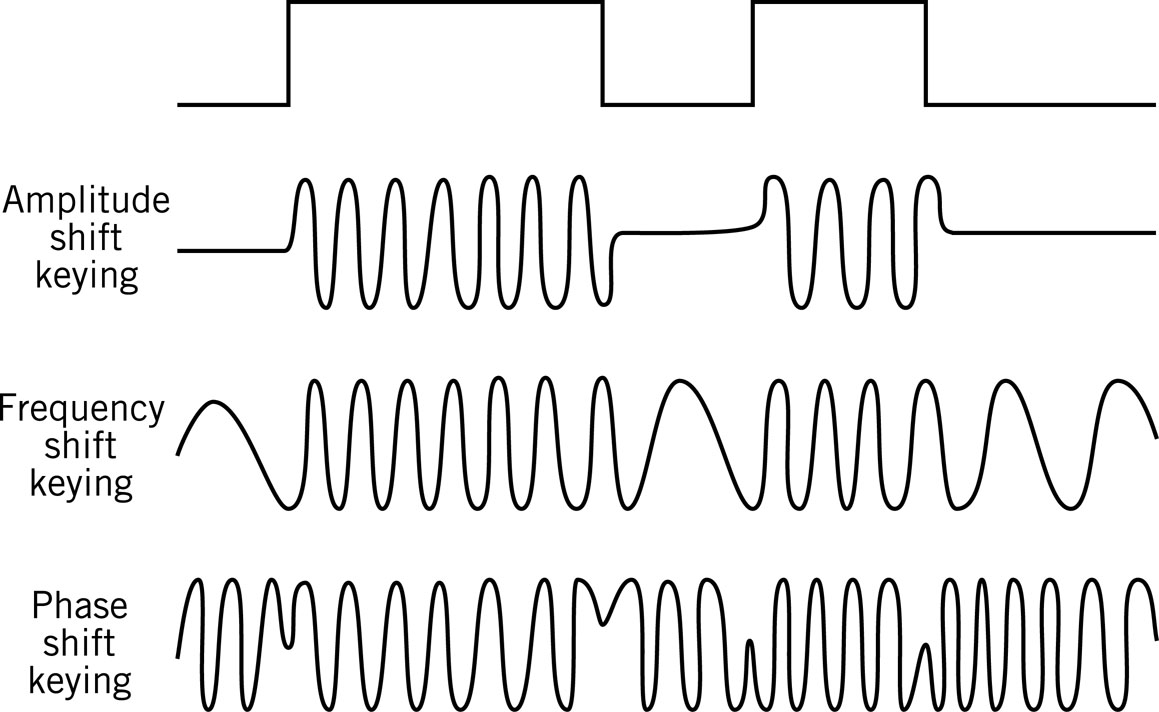 Amplitude
shift
keying
Frequency
shift
keying
Phase
shift
keying